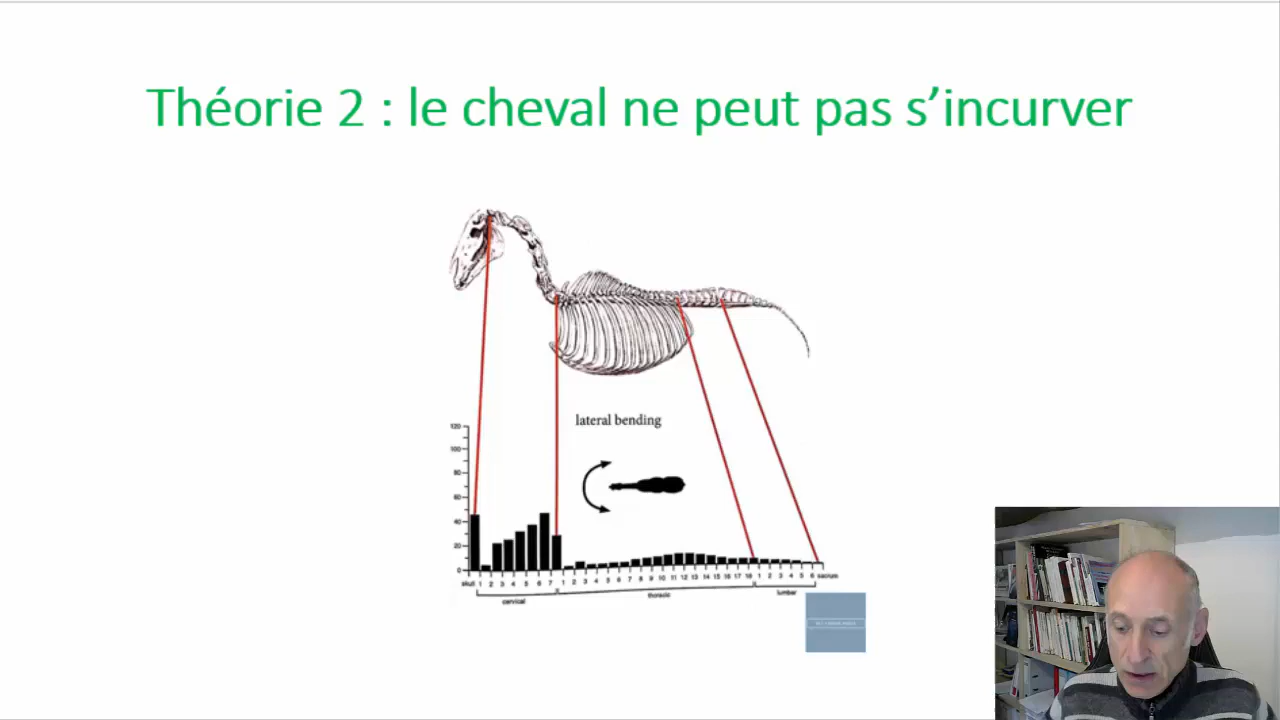 Théorie 2 : le cheval ne peut pas s’incurver
lateral bending
120
100
80
60
40
20
0
skull 1 2 3 4 5 6 7 1 2 3 4 5 6 7 8 9 10 11 12 13 14 15 16 17 18 1 2 3 4 5 6 sacrum
cervical thoracic lumbar